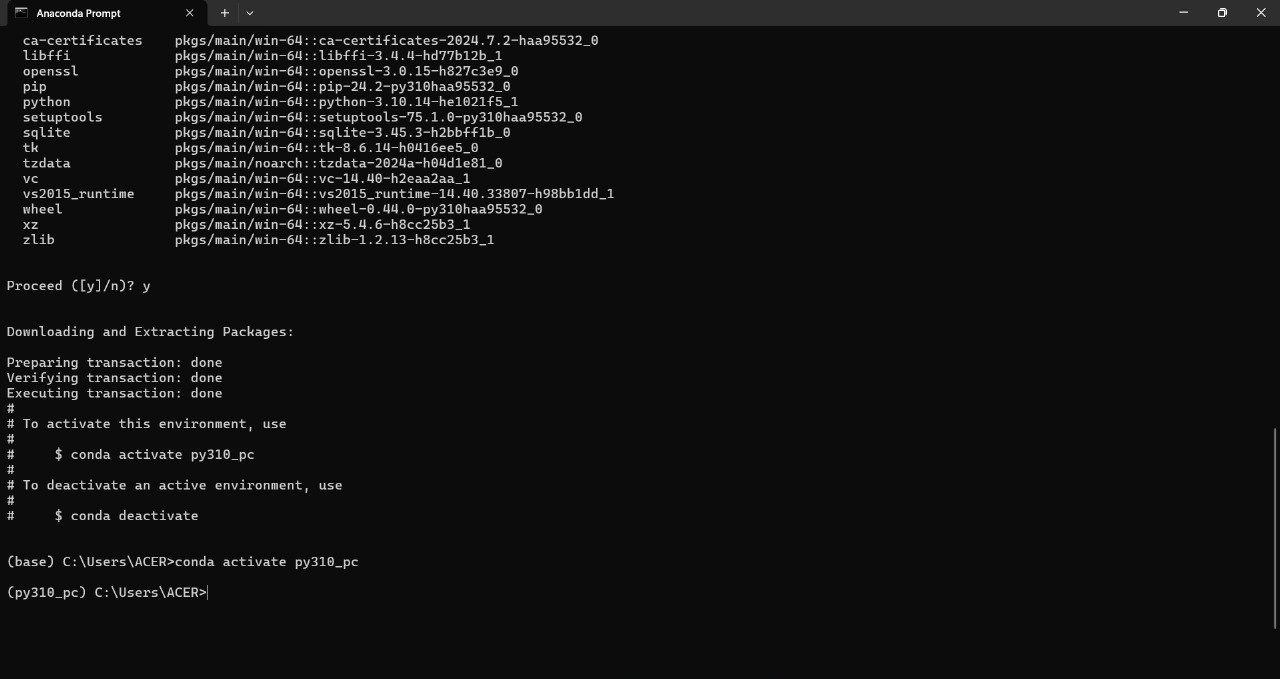 Anaconda Prompt
ca-certificates    pkgs/main/win-64::ca-certificates-2024.7.2-haa95532_0
libffi             pkgs/main/win-64::libffi-3.4.4-hd77b12b_1
openssl            pkgs/main/win-64::openssl-3.0.15-h827c3e9_0
pip                pkgs/main/win-64::pip-24.2-py310haa95532_0
python             pkgs/main/win-64::python-3.10.14-he1021f5_1
setuptools         pkgs/main/win-64::setuptools-75.1.0-py310haa95532_0
sqlite             pkgs/main/win-64::sqlite-3.45.3-h2bbff1b_0
tk                 pkgs/main/win-64::tk-8.6.14-h0416ee5_0
tzdata             pkgs/main/noarch::tzdata-2024a-h04d1e81_0
vc                 pkgs/main/win-64::vc-14.40-h2eaa2aa_1
vs2015_runtime     pkgs/main/win-64::vs2015_runtime-14.40.33807-h98bb1dd_1
wheel              pkgs/main/win-64::wheel-0.44.0-py310haa95532_0
xz                 pkgs/main/win-64::xz-5.4.6-h8cc25b3_1
zlib               pkgs/main/win-64::zlib-1.2.13-h8cc25b3_1
Proceed ([y]/n)? y
Downloading and Extracting Packages:
Preparing transaction: done
Verifying transaction: done
Executing transaction: done
#
# To activate this environment, use
#
#     $ conda activate py310_pc
#
# To deactivate an active environment, use
#
#     $ conda deactivate
(base) C:\Users\ACER>conda activate py310_pc
(py310_pc) C:\Users\ACER>